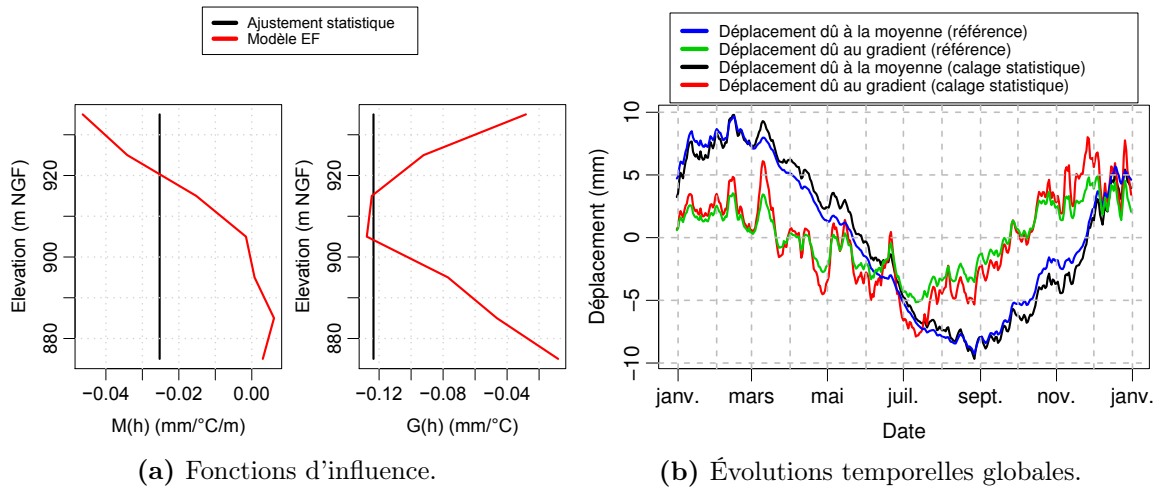 Ajustement statistique
Modèle EF
Elevation (m NGF)
880
900
920
−0.04
−0.02
0.00
M(h) (mm/°C/m)
Elevation (m NGF)
880
900
920
−0.12
−0.08
−0.04
G(h) (mm/°C)
(a) Fonctions d'influence.
Déplacement dû à la moyenne (référence)
Déplacement dû au gradient (référence)
Déplacement dû à la moyenne (calage statistique)
Déplacement dû au gradient (calage statistique)
Déplacement (mm)
10
5
0
−5
−10
janv.
mars
mai
juil.
sept.
nov.
janv.
Date
(b) Évolutions temporelles globales.